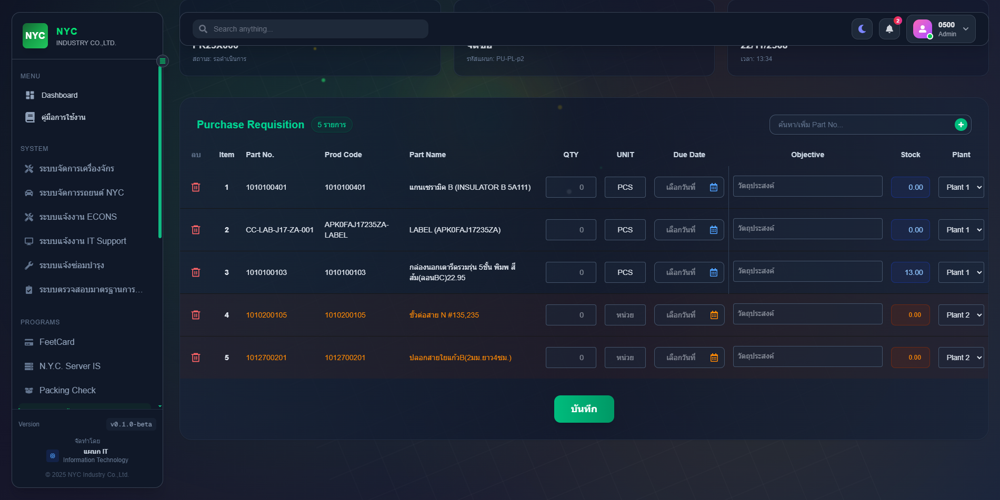 NYC
NYC
INDUSTRY CO.,LTD.
MENU
Dashboard
คู่มือการใช้งาน
SYSTEM
ระบบจัดการเครื่องจักร
ระบบจัดการรถยนต์ NYC
ระบบแจ้งงาน ECONS
ระบบแจ้งงาน IT Support
ระบบแจ้งซ่อมบำรุง
ระบบตรวจสอบมาตรฐานการ...
PROGRAMS
FeetCard
N.Y.C. Server IS
Packing Check
Version v0.1.0-beta
จัดทำโดย
แผนก IT
Information Technology
© 2025 NYC Industry Co.,Ltd.
Search anything...
2
0500
Admin
จัดซื้อ
22/11/2568
สถานะ: รอดำเนินการ
รหัสแผนก: PU-PL-p2
เวลา: 13:34
Purchase Requisition 5 รายการ
ค้นหา/เพิ่ม Part No...
ลบ Item Part No. Prod Code Part Name QTY UNIT Due Date Objective Stock Plant
1 1010100401 1010100401 แกนเซรามิค B (INSULATOR B 5A111) 0 PCS เลือกวันที่ วัตถุประสงค์ 0.00 Plant 1
2 CC-LAB-J17-ZA-001 APK0FAJ17235ZA-LABEL LABEL (APK0FAJ17235ZA) 0 PCS เลือกวันที่ วัตถุประสงค์ 0.00 Plant 1
3 1010100103 1010100103 กล่องนอกเตารีดรวมรุ่น 5ชั้น พิมพ สี
ส้ม(ลอนBC)22.95 0 PCS เลือกวันที่ วัตถุประสงค์ 13.00 Plant 1
4 1010200105 1010200105 ขั้วต่อสาย N #135,235 0 หน่วย เลือกวันที่ วัตถุประสงค์ 0.00 Plant 2
5 1012700201 1012700201 ปลอกสายใยแก้วB(2มม.ยาว4ซม.) 0 หน่วย เลือกวันที่ วัตถุประสงค์ 0.00 Plant 2
บันทึก